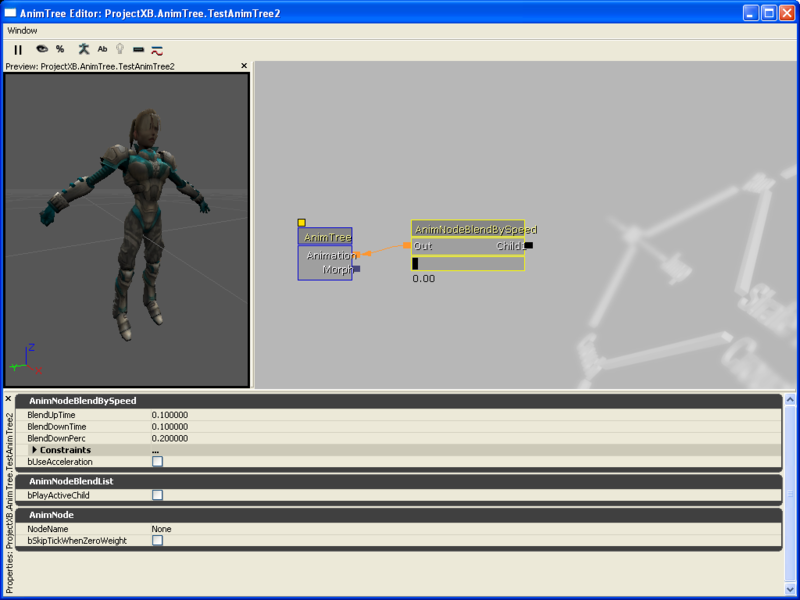 AnimTree Editor: ProjectXB.AnimTree.TestAnimTree2
Window
% Ab
Preview: ProjectXB.AnimTree.TestAnimTree2
Z
Y
X
AnimTree
Animation
Morph
AnimNodeBlendBySpeed
Out Child1
0.00
Properties: ProjectXB.AnimTree.TestAnimTree2
AnimNodeBlendBySpeed
BlendUpTime 0.100000
BlendDownTime 0.100000
BlendDownPerc 0.200000
Constraints ...
bUseAcceleration
AnimNodeBlendList
bPlayActiveChild
AnimNode
NodeName None
bSkipTickWhenZeroWeight